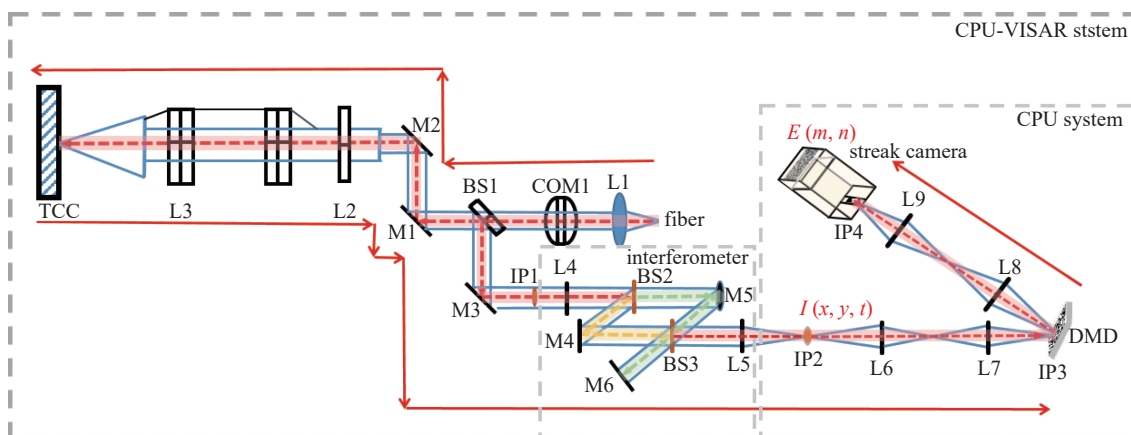 CPU-VISAR ststem
CPU system
M2
E (m, n)
streak camera
BS1
COM1
L1
L9
TCC
L3
L2
M1
fiber
IP4
interferometer
IP1
L4
BS2
L8
M3
M5
I (x, y, t)
M4
DMD
BS3
L5
IP2
L6
L7
IP3
M6